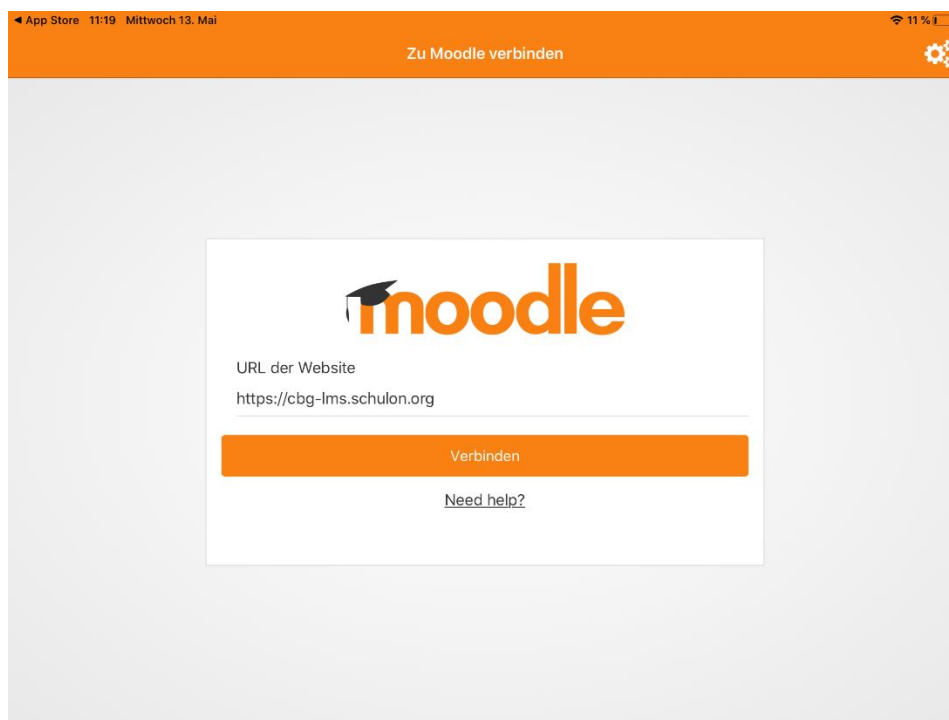 App Store 11:19 Mittwoch 13. Mai 11 %
Zu Moodle verbinden
moodle
URL der Website
https://cbg-lms.schulon.org
Verbinden
Need help?